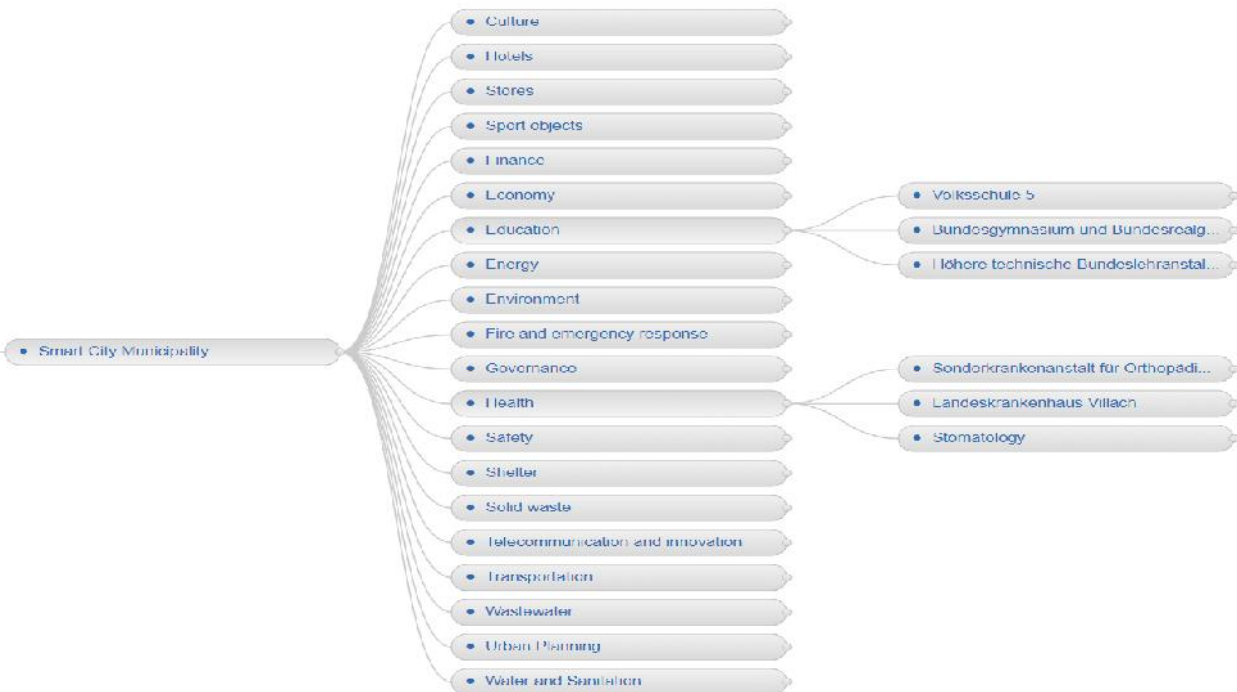 Smart City Municipality
Culture
Hotels
Stores
Sport objects
Finance
Economy
Education
Energy
Environment
Fire and emergency response
Governance
Health
Safety
Shelter
Solid waste
Telecommunication and innovation
Transportation
Wastewater
Urban Planning
Water and Sanitation
Volksschule 5
Bundesgymnasium und Bundesrealg...
Höhere technische Bundeslehranstal...
Sonderkrankenanstalt für Orthopädi...
Landeskrankenhaus Villach
Stomatology